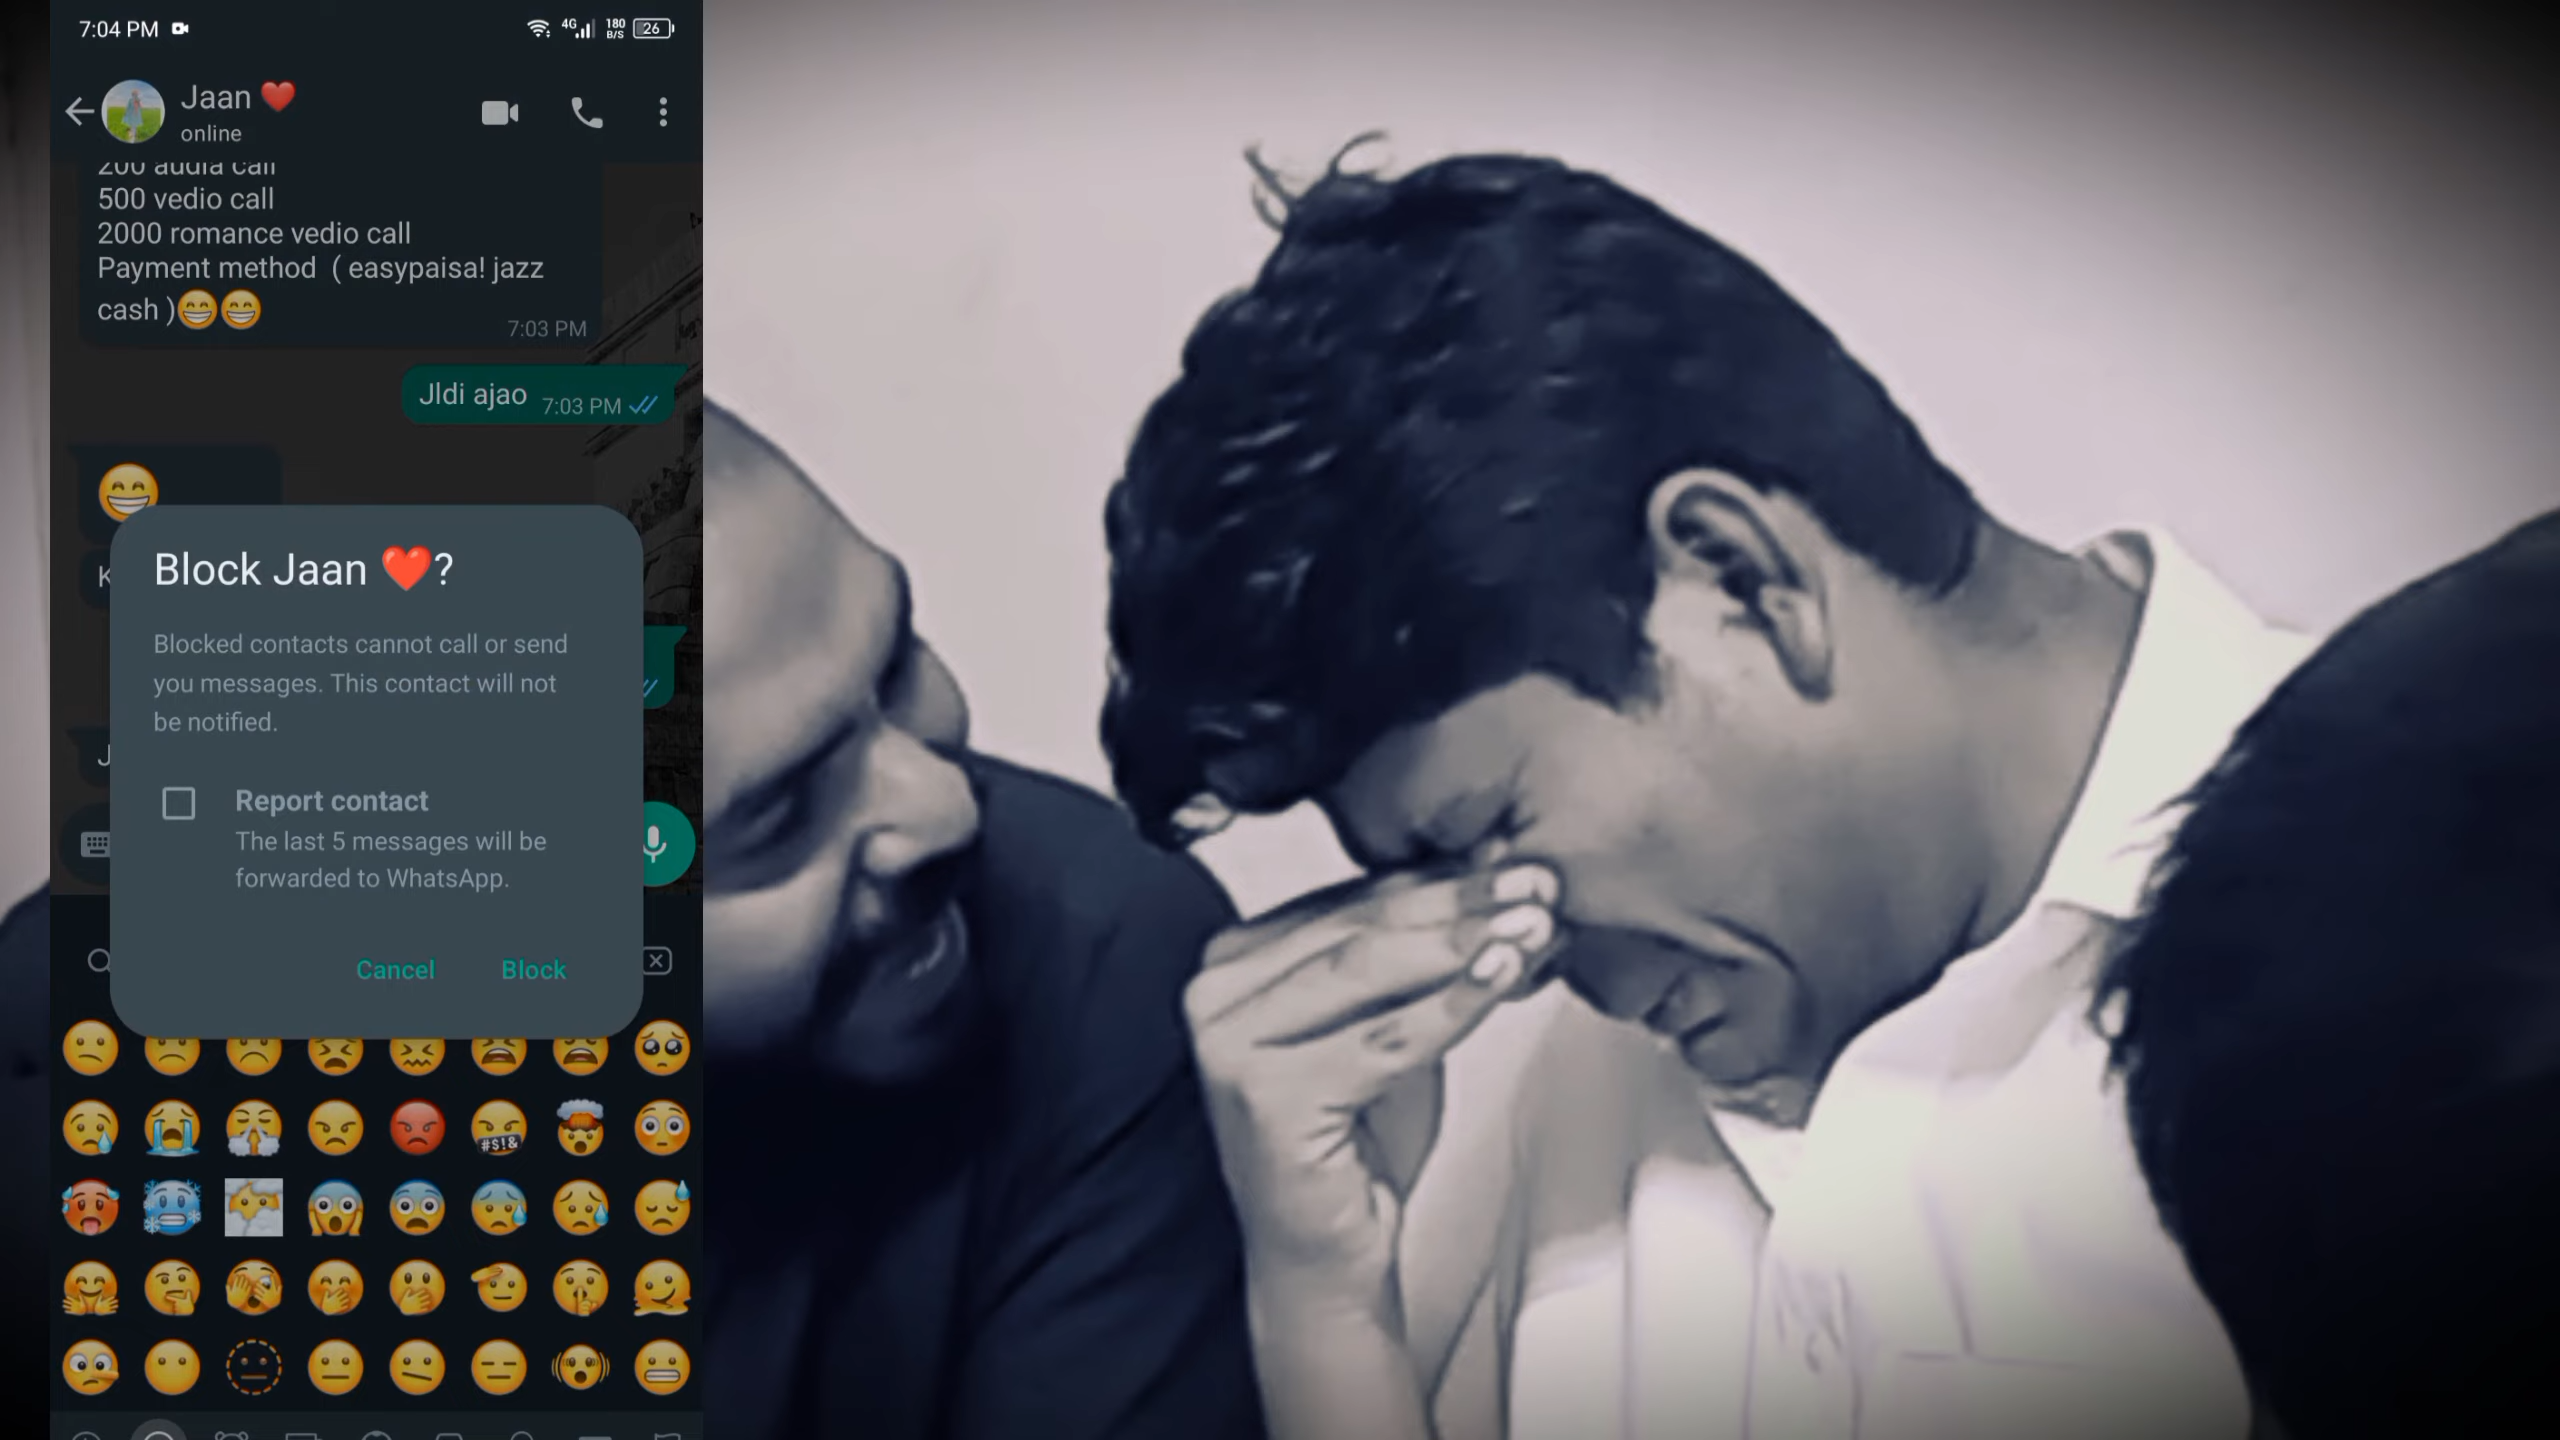 7:04 PM
4G
180
B/S
26
Jaan ❤️
online
200 audia call
500 vedio call
2000 romance vedio call
Payment method ( easypaisa! jazz
cash )😁😁
7:03 PM
Jldi ajao
7:03 PM
😁
K
Block Jaan ❤️?
Blocked contacts cannot call or send
you messages. This contact will not
be notified.
J
Report contact
The last 5 messages will be
forwarded to WhatsApp.
Cancel
Block